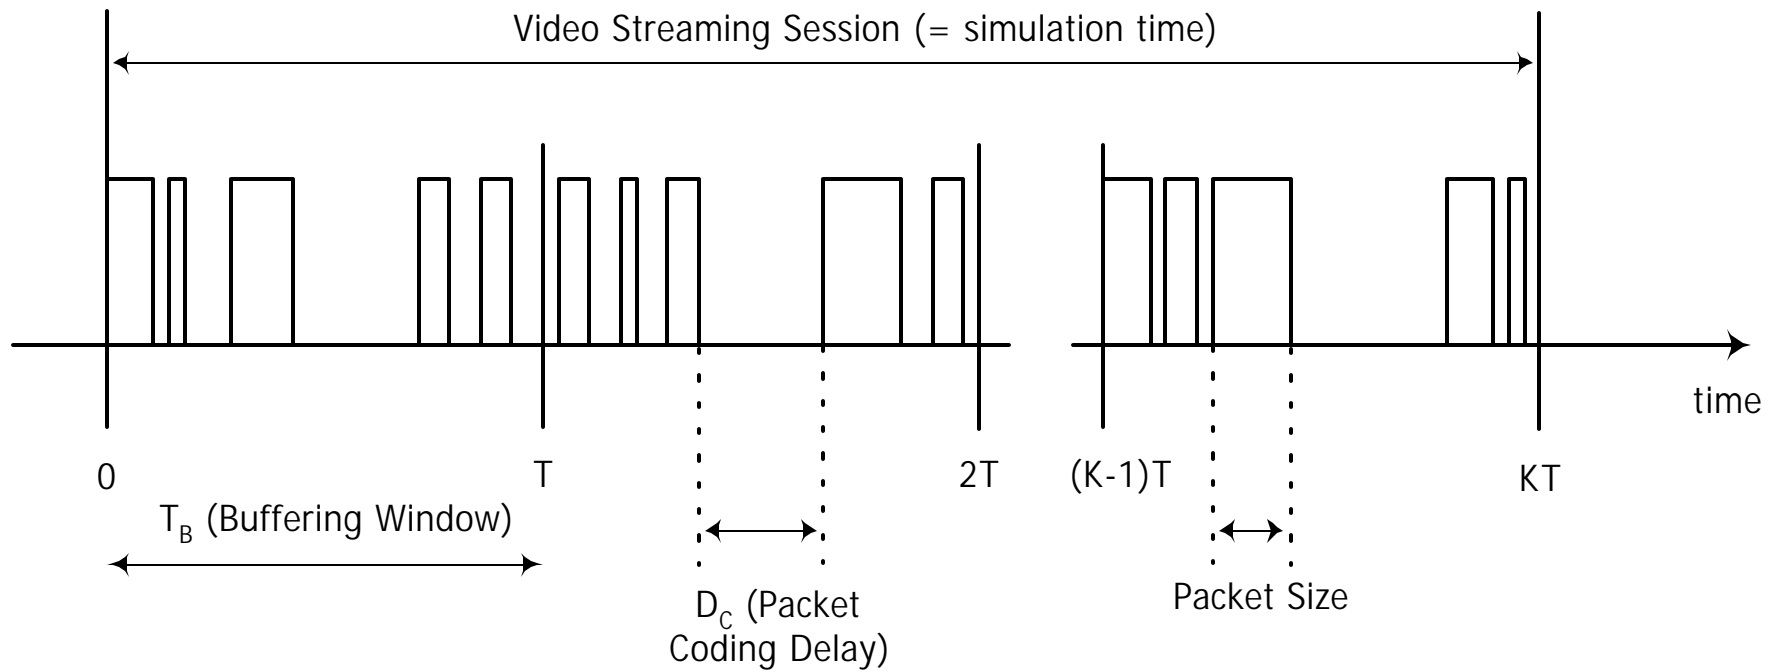 Video Streaming Session (= simulation time)
time
0
T
2T
(K-1)T
KT
T_B (Buffering Window)
D_C (Packet
Coding Delay)
Packet Size